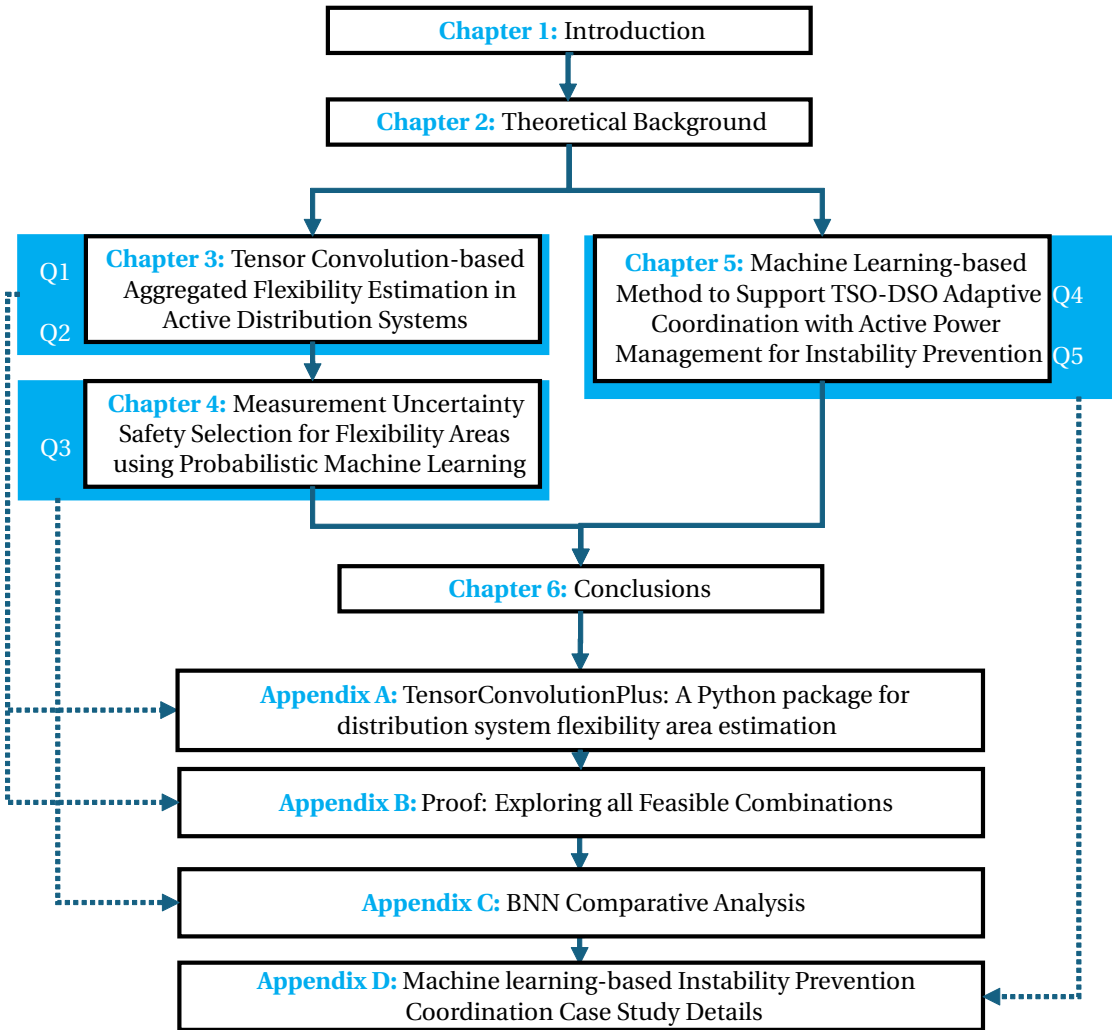 Chapter 1: Introduction
Chapter 2: Theoretical Background
Q1
Q2
Chapter 3: Tensor Convolution-based
Aggregated Flexibility Estimation in
Active Distribution Systems
Chapter 5: Machine Learning-based
Method to Support TSO-DSO Adaptive
Coordination with Active Power
Management for Instability Prevention
Q4
Q5
Q3
Chapter 4: Measurement Uncertainty
Safety Selection for Flexibility Areas
using Probabilistic Machine Learning
Chapter 6: Conclusions
Appendix A: TensorConvolutionPlus: A Python package for
distribution system flexibility area estimation
Appendix B: Proof: Exploring all Feasible Combinations
Appendix C: BNN Comparative Analysis
Appendix D: Machine learning-based Instability Prevention
Coordination Case Study Details